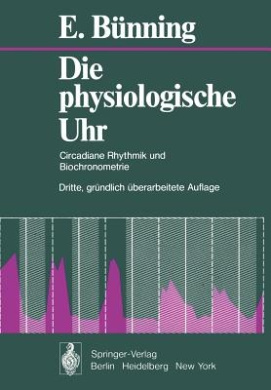 E. Bünning
Die
physiologische
Uhr
Circadiane Rhythmik und
Biochronometrie
Dritte, gründlich überarbeitete Auflage
Springer-Verlag
Berlin Heidelberg New York